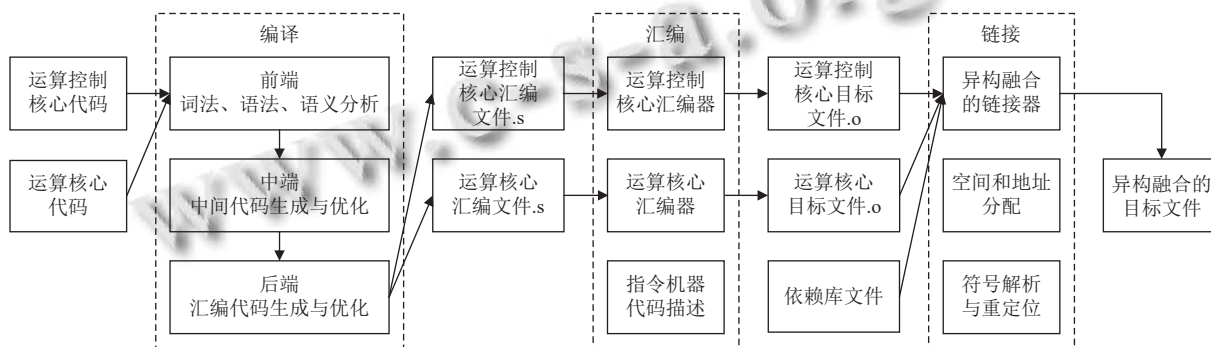 编译
汇编
链接
运算控制
核心代码
前端
词法、语法、语义分析
运算控制
核心汇编
文件.s
运算控制
核心汇编器
运算控制
核心目标
文件.o
异构融合
的链接器
运算核心
代码
中端
中间代码生成与优化
运算核心
汇编文件.s
运算核心
汇编器
运算核心
目标文件.o
空间和地址
分配
异构融合的
目标文件
后端
汇编代码生成与优化
指令机器
代码描述
依赖库文件
符号解析
与重定位
www.c-s-a.org